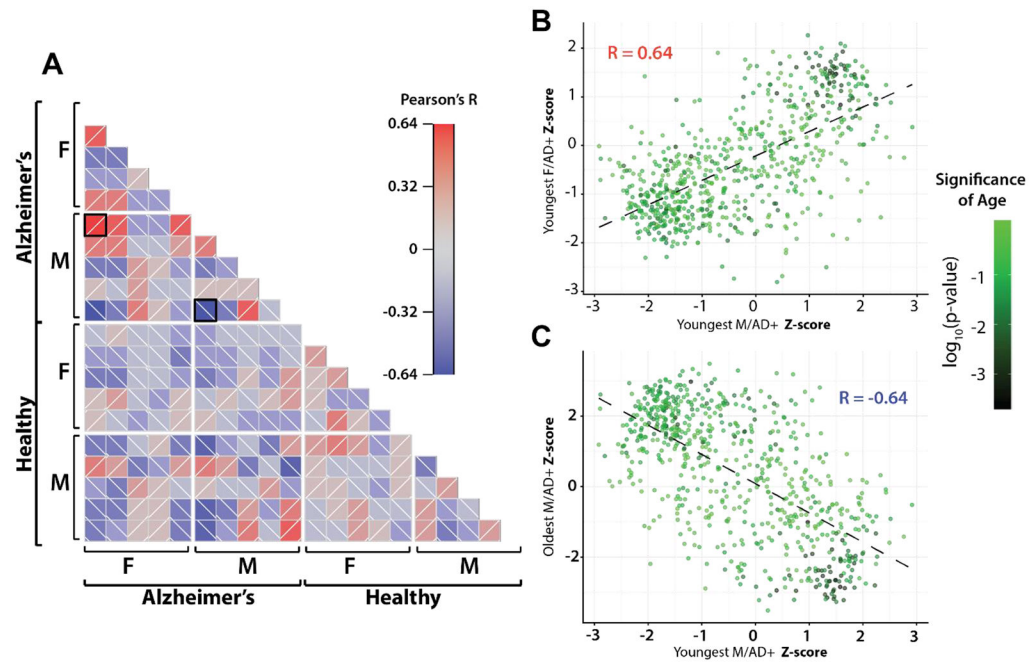 A
Alzheimer's
F
M
Healthy
F
M
F
M
F
M
Alzheimer's
Healthy
Pearson's R
0.64
0.32
0
-0.32
-0.64
B
R = 0.64
Youngest F/AD+ Z-score
2
1
0
-1
-2
-3
-3
-2
-1
0
1
2
3
Youngest M/AD+ Z-score
C
R = -0.64
Oldest M/AD+ Z-score
2
0
-2
-3
-2
-1
0
1
2
3
Youngest M/AD+ Z-score
Significance
of Age
log10(p-value)
-1
-2
-3